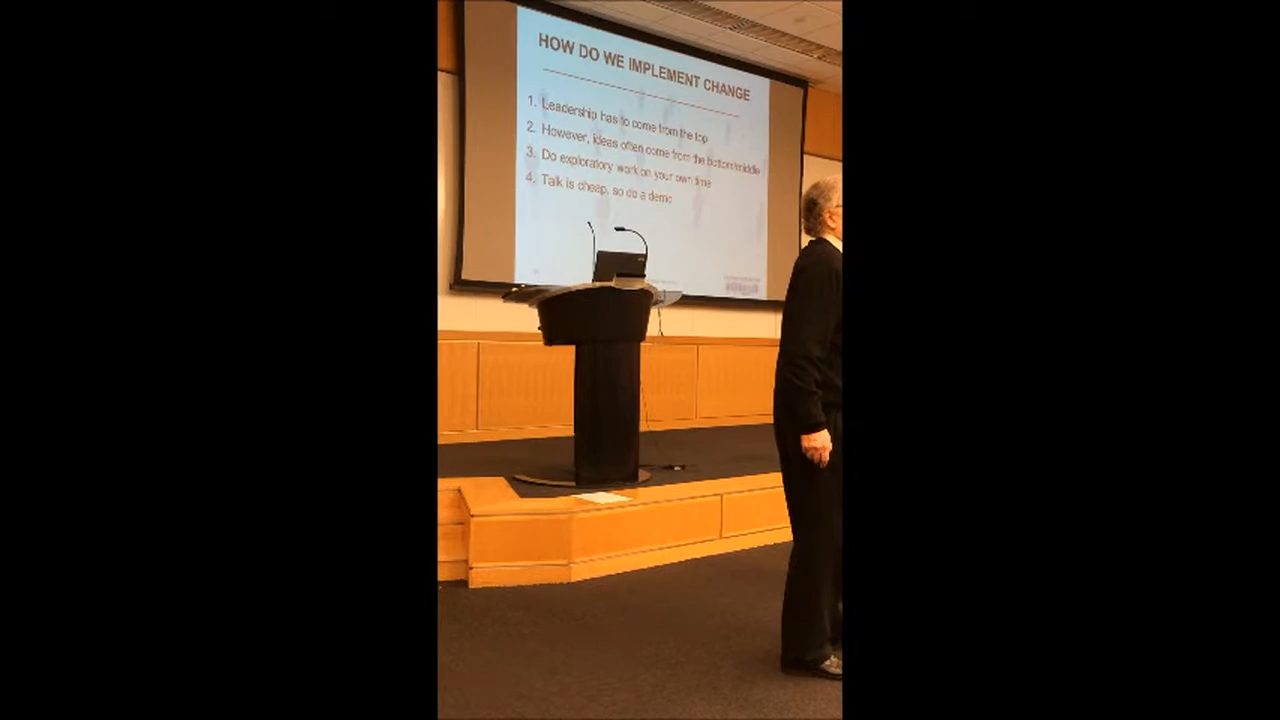 HOW DO WE IMPLEMENT CHANGE
1. Leadership has to come from the top
2. However, ideas often come from the bottom/middle
3. Do exploratory work on your own time
4. Talk is cheap, so do a demo